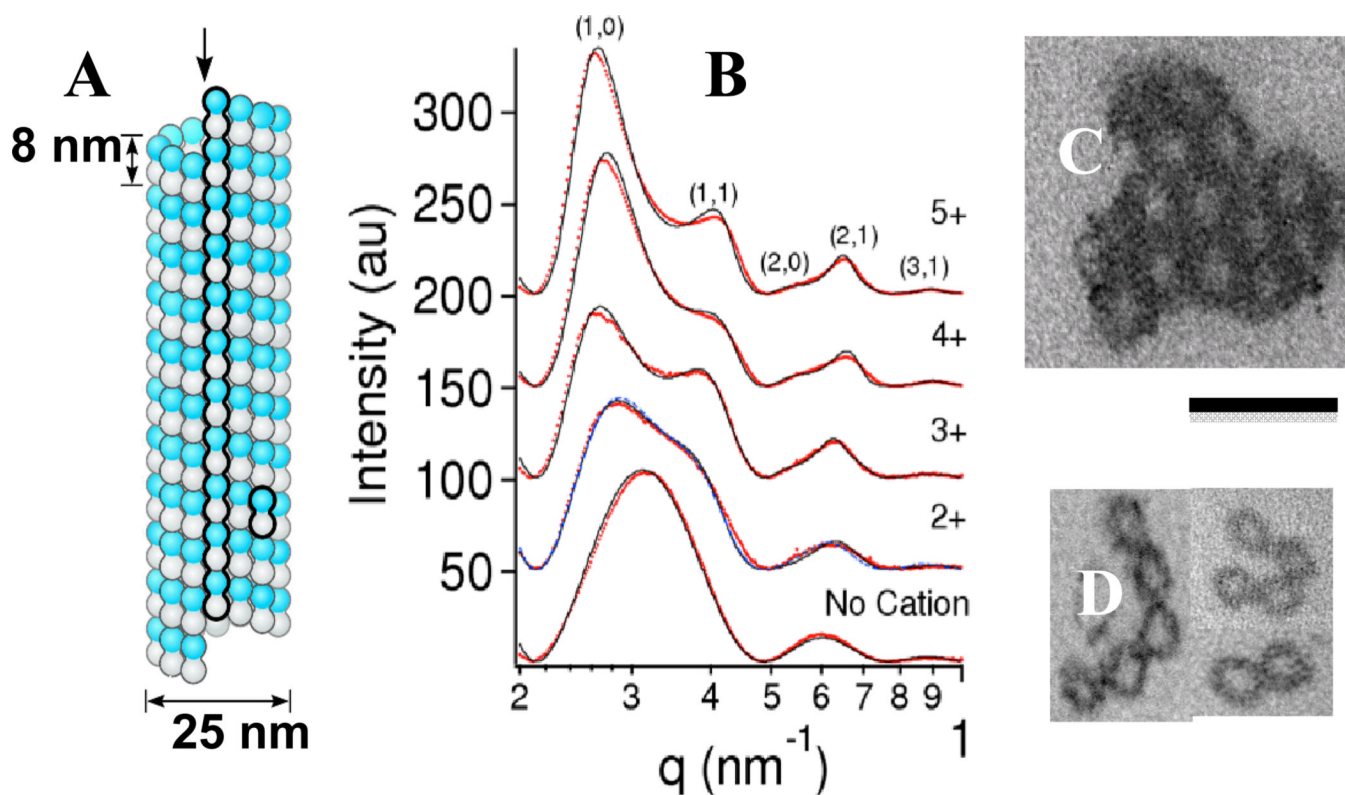 A
8 nm
25 nm
B
(1,0)
(1,1)
(2,0)
(2,1)
(3,1)
5+
4+
3+
2+
No Cation
300
250
200
150
100
50
Intensity (au)
2 3 4 5 6 7 8 9
1
q (nm⁻¹)
C
D